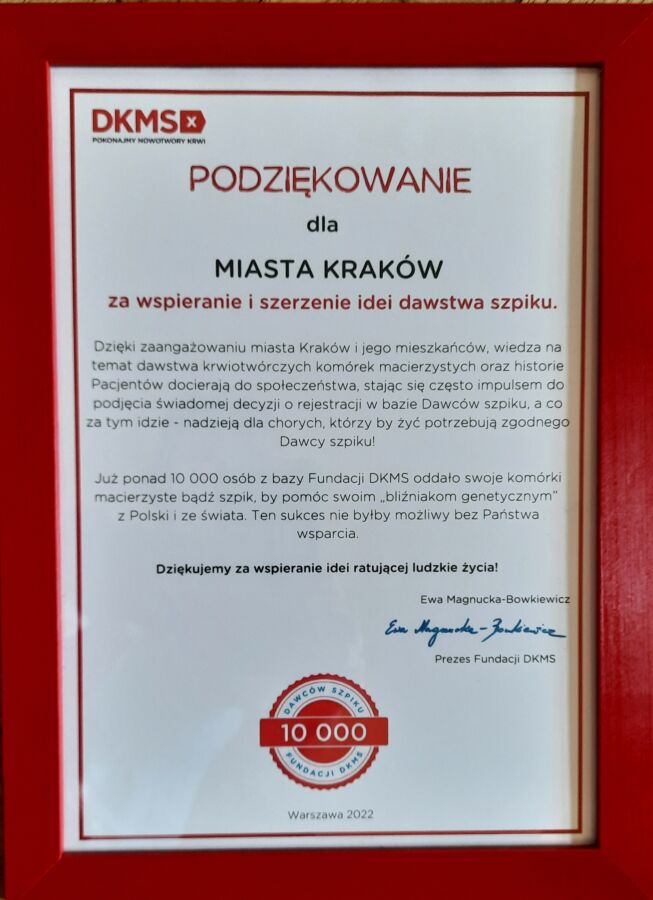 DKMS x
POKONAJMY NOWOTWORY KRWI
PODZIĘKOWANIE
dla
MIASTA KRAKÓW
za wspieranie i szerzenie idei dawstwa szpiku.
Dzięki zaangażowaniu miasta Kraków i jego mieszkańców, wiedza na
temat dawstwa krwiotwórczych komórek macierzystych oraz historie
Pacjentów docierają do społeczeństwa, stając się często impulsem do
podjęcia świadomej decyzji o rejestracji w bazie Dawców szpiku, a co
za tym idzie - nadzieją dla chorych, którzy by żyć potrzebują zgodnego
Dawcy szpiku!
Już ponad 10 000 osób z bazy Fundacji DKMS oddało swoje komórki
macierzyste bądź szpik, by pomóc swoim „bliźniakom genetycznym”
z Polski i ze świata. Ten sukces nie byłby możliwy bez Państwa
wsparcia.
Dziękujemy za wspieranie idei ratującej ludzkie życia!
Ewa Magnucka-Bowkiewicz
Ewa Magnucka-Bowkiewicz
Prezes Fundacji DKMS
DAWCÓW SZPIKU
10 000
FUNDACJI DKMS
Warszawa 2022